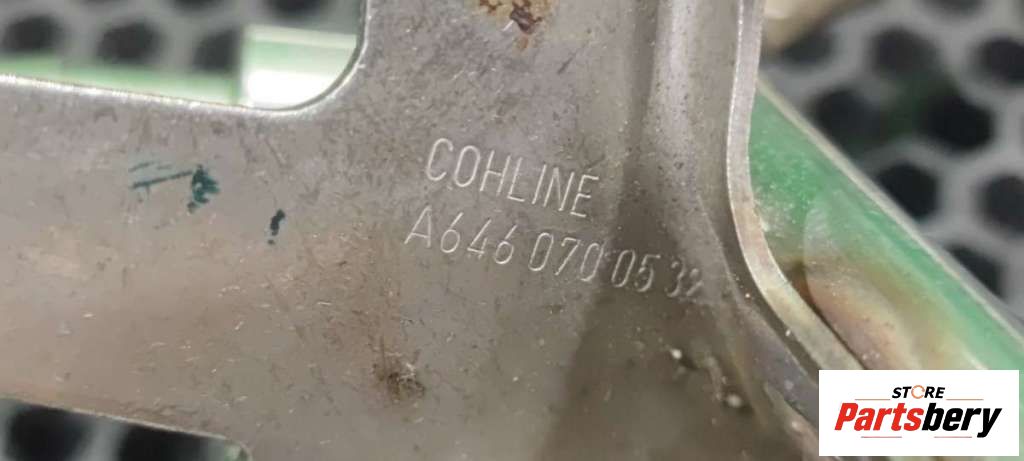 COHLINE
A646 070 05 32
STORE
Partsbery